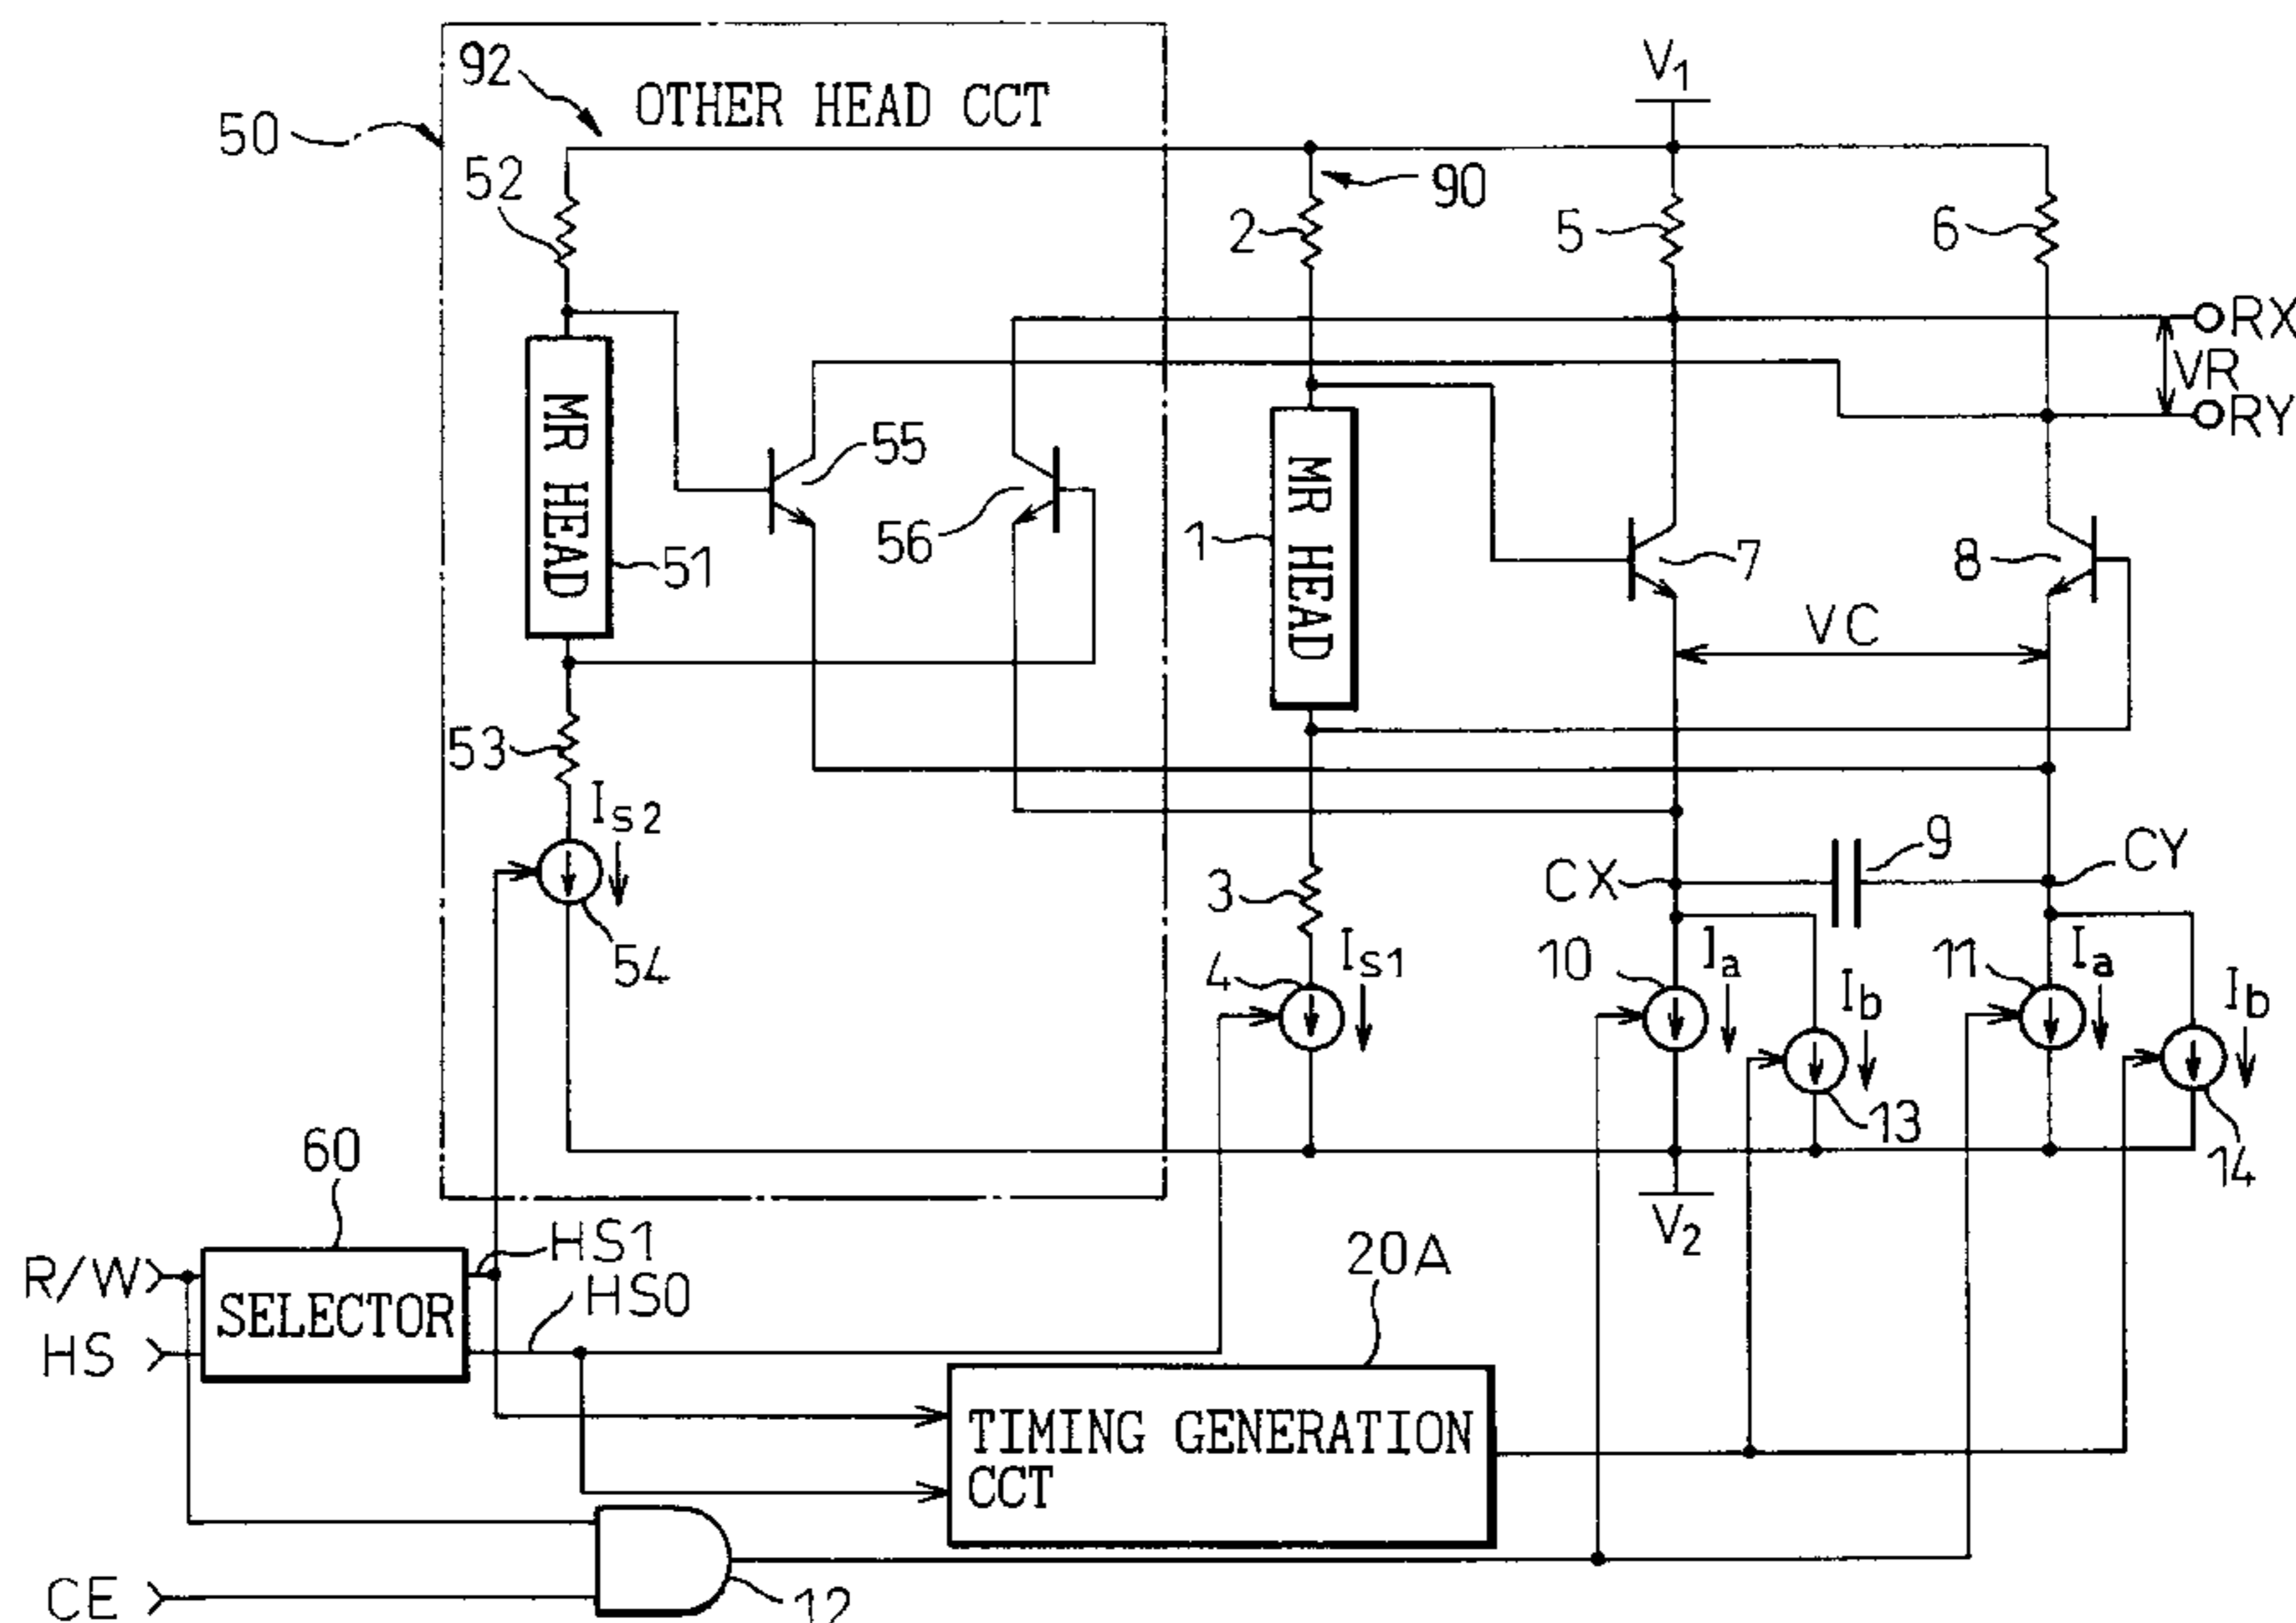 92
OTHER HEAD CCT
V1
50
52
90
2
5
6
RX
VR
RY
MR HEAD
55
56
51
1
MR HEAD
7
8
VC
53
Is2
54
3
CX
9
CY
4
Is1
10
Ia
Ib
11
Ia
Ib
13
14
60
V2
R/W
SELECTOR
HS1
HS0
HS
20A
TIMING GENERATION
CCT
CE
12